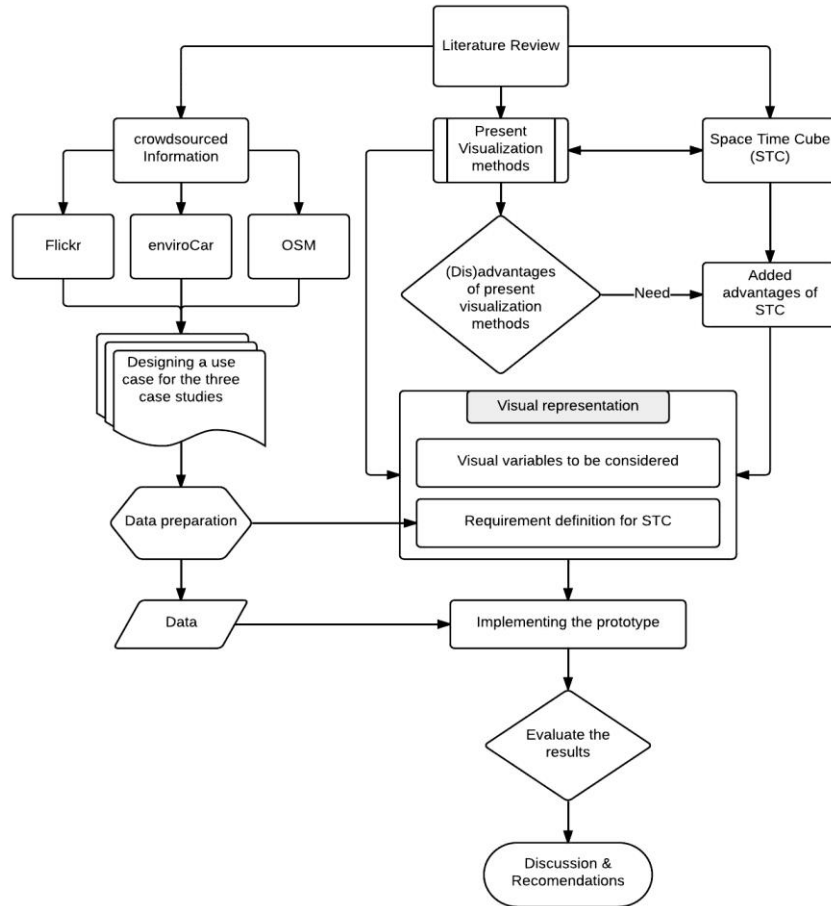 Literature Review
crowdsourced
Information
Present
Visualization
methods
Space Time Cube
(STC)
Flickr
enviroCar
OSM
(Dis)advantages
of present
visualization
methods
Need
Added
advantages of
STC
Designing a use
case for the three
case studies
Visual representation
Visual variables to be considered
Data preparation
Requirement definition for STC
Data
Implementing the prototype
Evaluate the
results
Discussion &
Recomendations